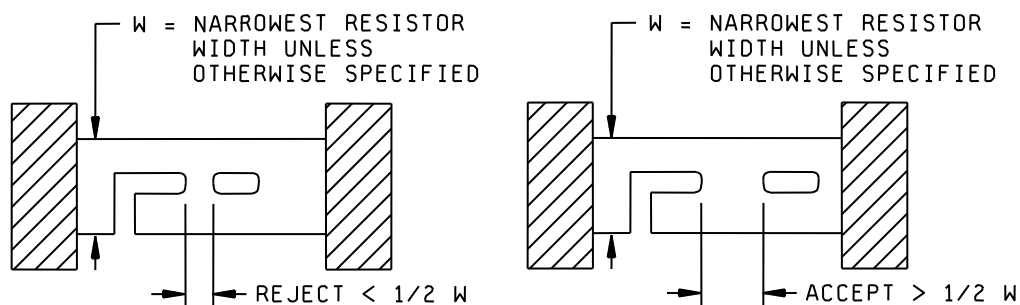 W = NARROWEST RESISTOR
WIDTH UNLESS
OTHERWISE SPECIFIED
REJECT < 1/2 W
W = NARROWEST RESISTOR
WIDTH UNLESS
OTHERWISE SPECIFIED
ACCEPT > 1/2 W